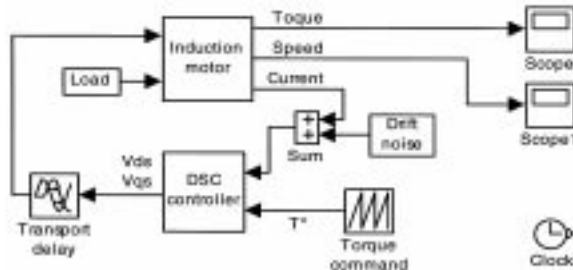 Toque
Induction
motor
Speed
Scope
Load
Current
+
+
Drift
noise
Scope1
Sum
Vds
Vqs
DSC
controller
Transport
delay
T*
Torque
command
Clock